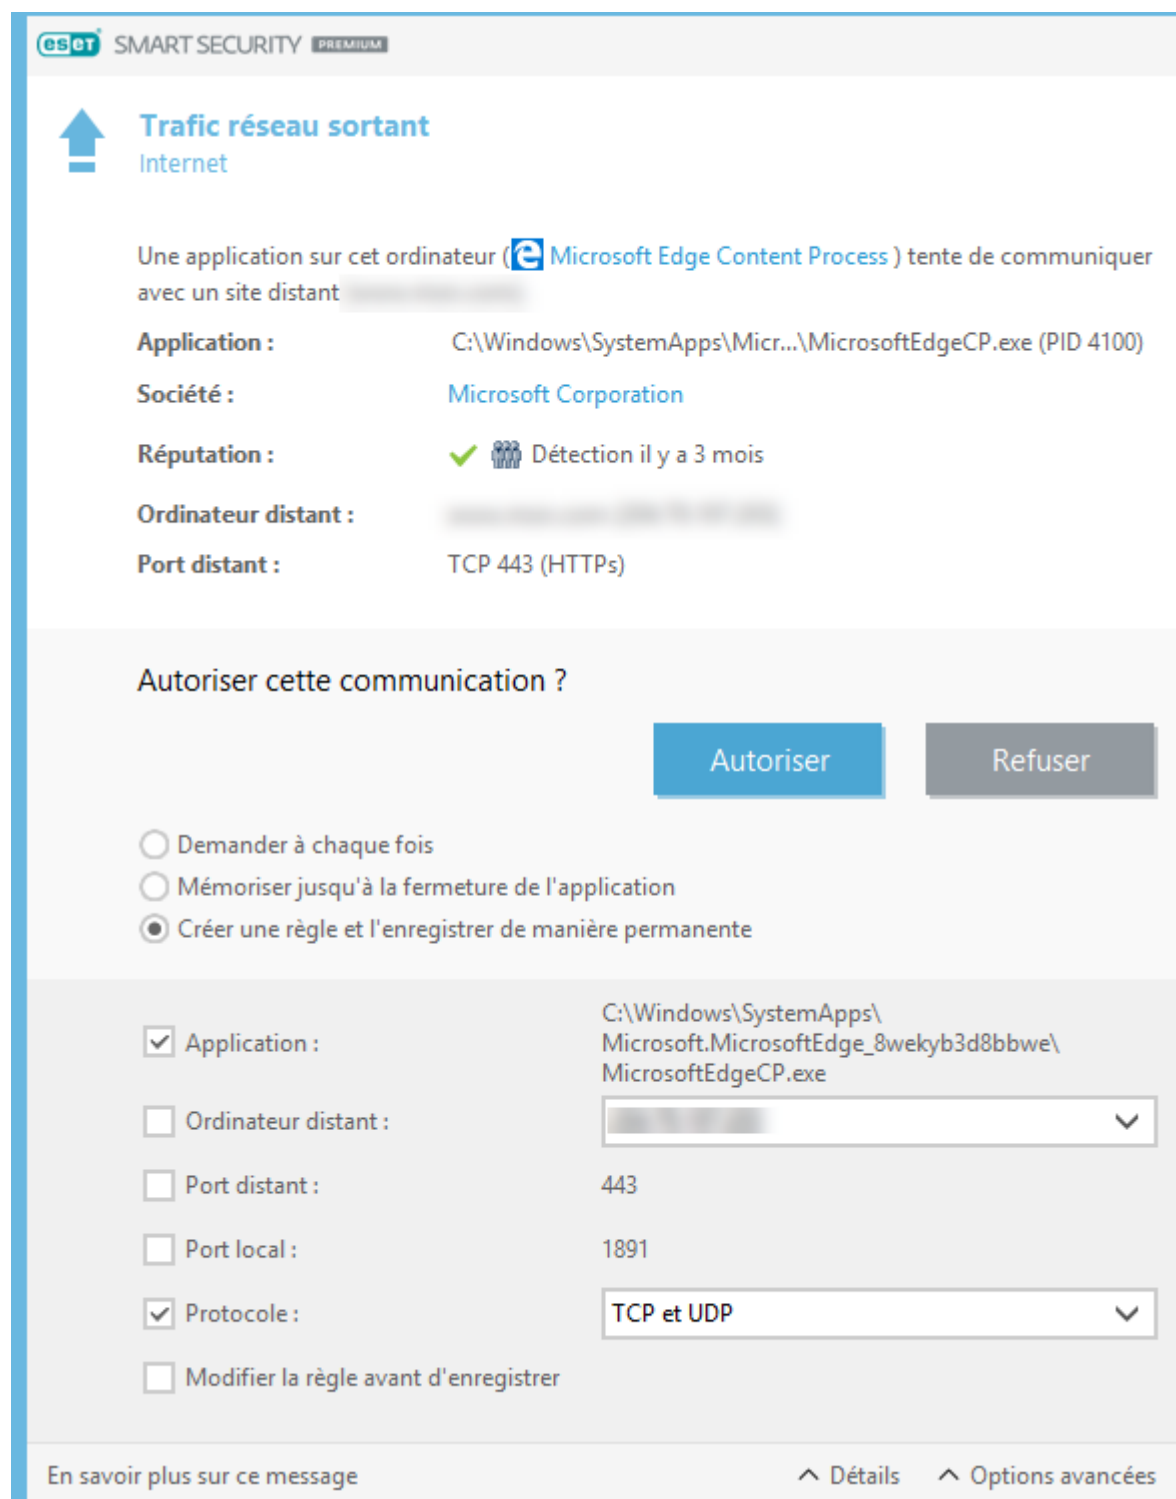 eset SMART SECURITY PREMIUM
Trafic réseau sortant
Internet
Une application sur cet ordinateur ( Microsoft Edge Content Process ) tente de communiquer
avec un site distant
Application : C:\Windows\SystemApps\Micr...\MicrosoftEdgeCP.exe (PID 4100)
Société : Microsoft Corporation
Réputation : Détection il y a 3 mois
Ordinateur distant :
Port distant : TCP 443 (HTTPs)
Autoriser cette communication ?
Autoriser Refuser
Demander à chaque fois
Mémoriser jusqu'à la fermeture de l'application
Créer une règle et l'enregistrer de manière permanente
Application : C:\Windows\SystemApps\
Microsoft.MicrosoftEdge_8wekyb3d8bbwe\
MicrosoftEdgeCP.exe
Ordinateur distant :
Port distant : 443
Port local : 1891
Protocole : TCP et UDP
Modifier la règle avant d'enregistrer
En savoir plus sur ce message Détails Options avancées